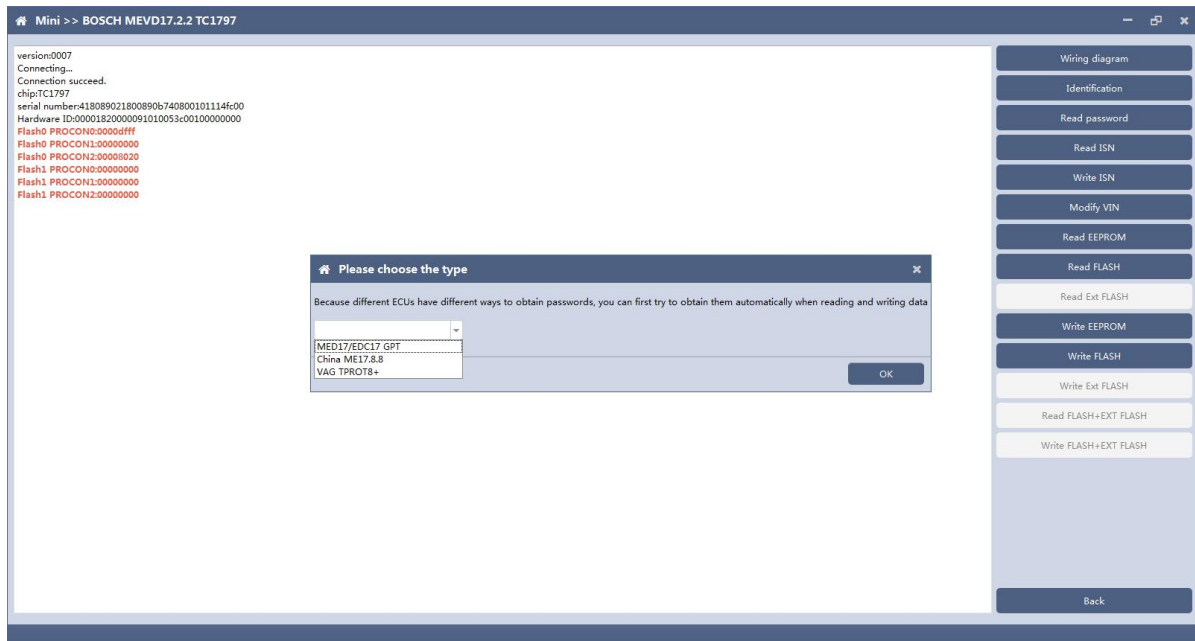 Mini >> BOSCH MEVD17.2.2 TC1797
version:0007
Connecting...
Connection succeed.
chip:TC1797
serial number:418089021800890b740800101114fc00
Hardware ID:00001820000091010053c00100000000
Flash0 PROCON0:0000dfff
Flash0 PROCON1:00000000
Flash0 PROCON2:00008020
Flash1 PROCON0:00000000
Flash1 PROCON1:00000000
Flash1 PROCON2:00000000
Please choose the type
Because different ECUs have different ways to obtain passwords, you can first try to obtain them automatically when reading and writing data
MED17/EDC17 GPT
China ME17.8.8
VAG TPROT8+
OK
Wiring diagram
Identification
Read password
Read ISN
Write ISN
Modify VIN
Read EEPROM
Read FLASH
Read Ext FLASH
Write EEPROM
Write FLASH
Write Ext FLASH
Read FLASH+EXT FLASH
Write FLASH+EXT FLASH
Back